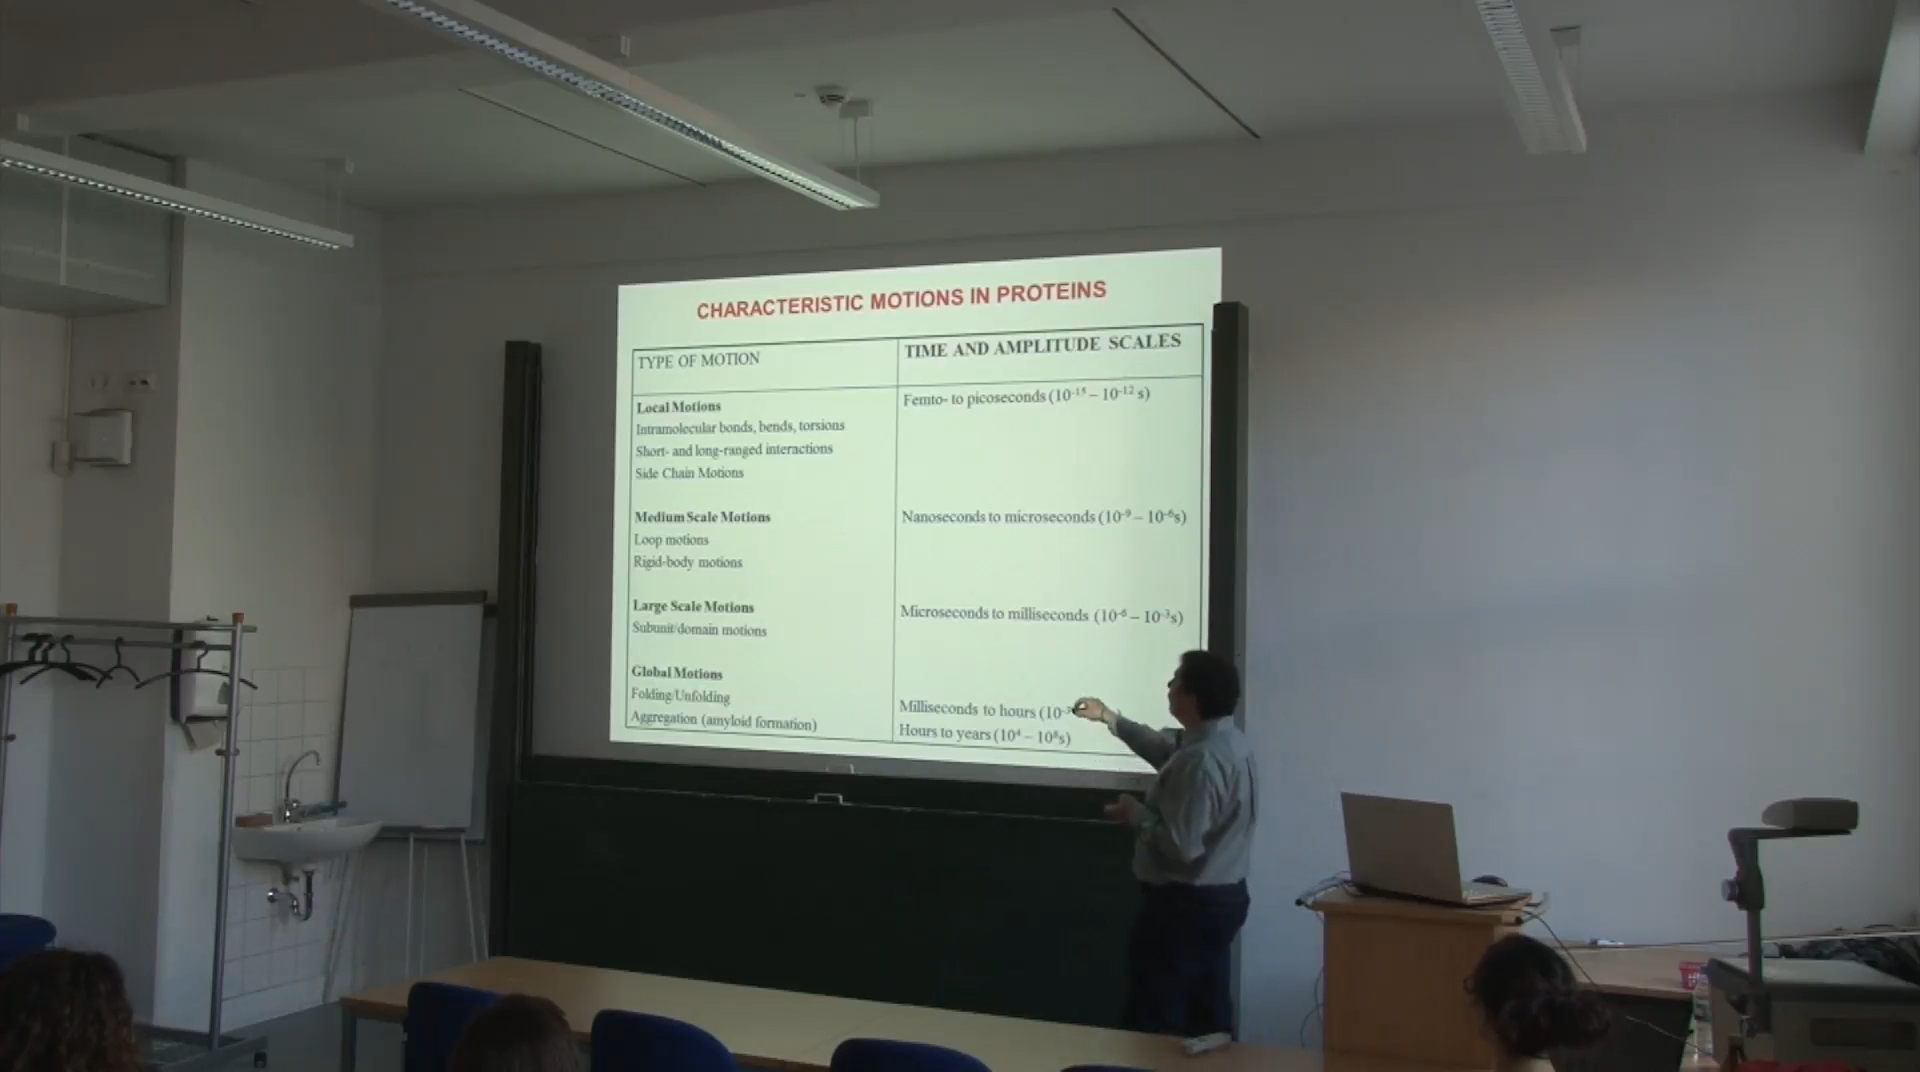 CHARACTERISTIC MOTIONS IN PROTEINS
TYPE OF MOTION
TIME AND AMPLITUDE SCALES
Local Motions
Femto- to picoseconds (10⁻¹⁵ – 10⁻¹² s)
Intramolecular bonds, bends, torsions
Short- and long-ranged interactions
Side Chain Motions
Medium Scale Motions
Nanoseconds to microseconds (10⁻⁹ – 10⁻⁶s)
Loop motions
Rigid-body motions
Large Scale Motions
Microseconds to milliseconds (10⁻⁶ – 10⁻³s)
Subunit/domain motions
Global Motions
Folding/Unfolding
Milliseconds to hours (10⁻³
Aggregation (amyloid formation)
Hours to years (10⁴ – 10⁸s)